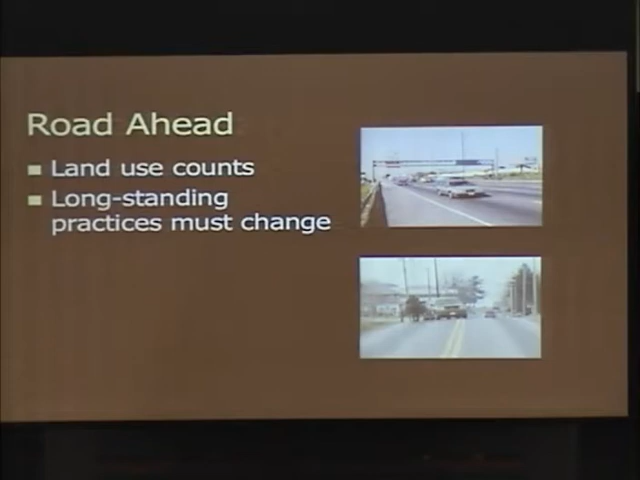 Road Ahead
Land use counts
Long-standing
practices must change